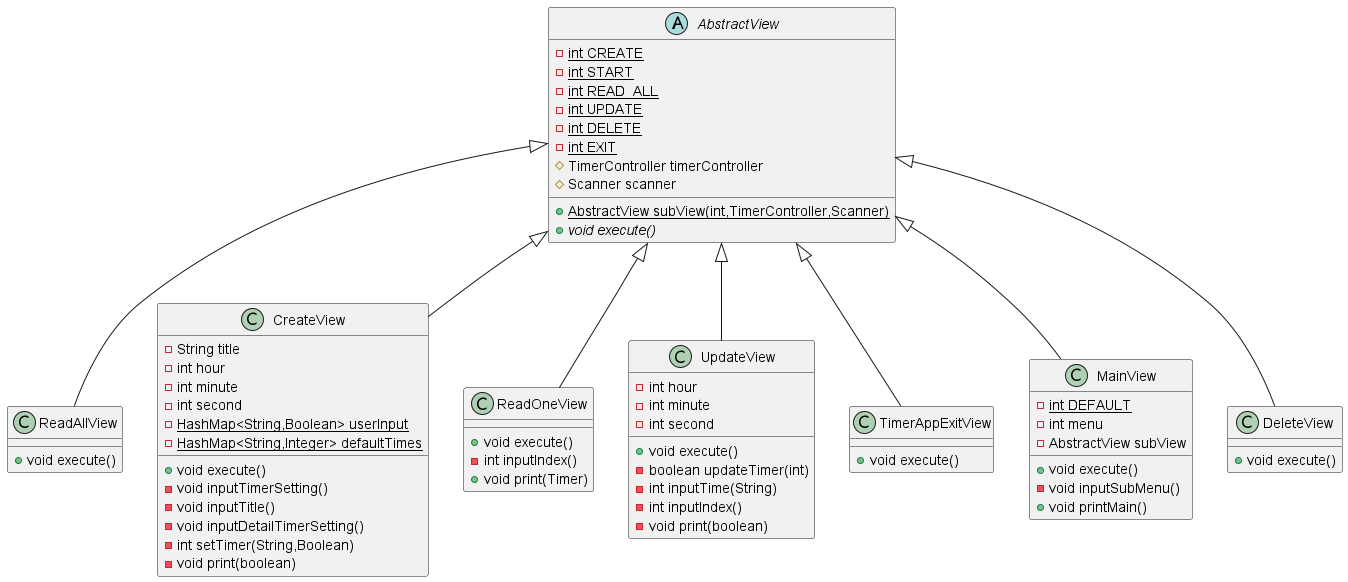 A AbstractView
int CREATE
int START
int READ_ALL
int UPDATE
int DELETE
int EXIT
TimerController timerController
Scanner scanner
AbstractView subView(int,TimerController,Scanner)
void execute()
C ReadAllView
void execute()
C CreateView
String title
int hour
int minute
int second
HashMap<String,Boolean> userInput
HashMap<String,Integer> defaultTimes
void execute()
void inputTimerSetting()
void inputTitle()
void inputDetailTimerSetting()
int setTimer(String,Boolean)
void print(boolean)
C ReadOneView
void execute()
int inputIndex()
void print(Timer)
C UpdateView
int hour
int minute
int second
void execute()
boolean updateTimer(int)
int inputTime(String)
int inputIndex()
void print(boolean)
C TimerAppExitView
void execute()
C MainView
int DEFAULT
int menu
AbstractView subView
void execute()
void inputSubMenu()
void printMain()
C DeleteView
void execute()